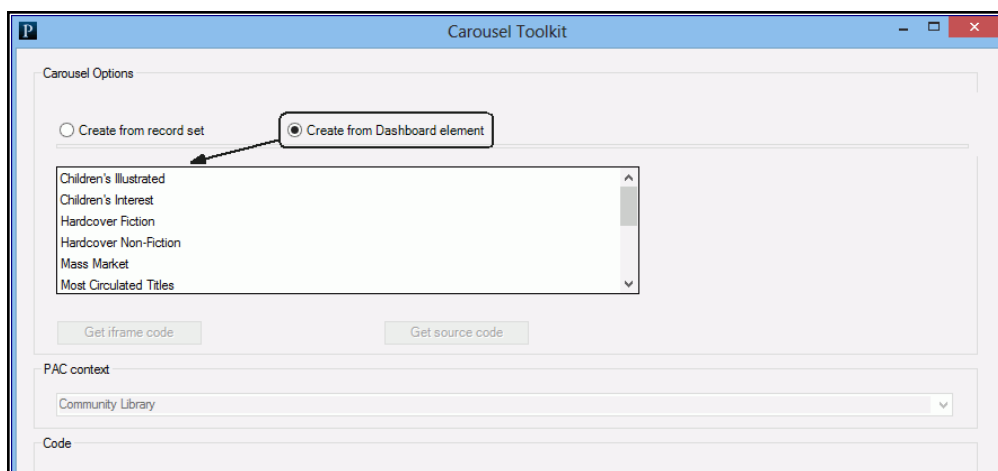 P
Carousel Toolkit
Carousel Options
Create from record set
Create from Dashboard element
Children's Illustrated
Children's Interest
Hardcover Fiction
Hardcover Non-Fiction
Mass Market
Most Circulated Titles
Get iframe code
Get source code
PAC context
Community Library
Code